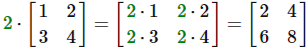 2 · [1 2
3 4] = [2 · 1 2 · 2
2 · 3 2 · 4] = [2 4
6 8]